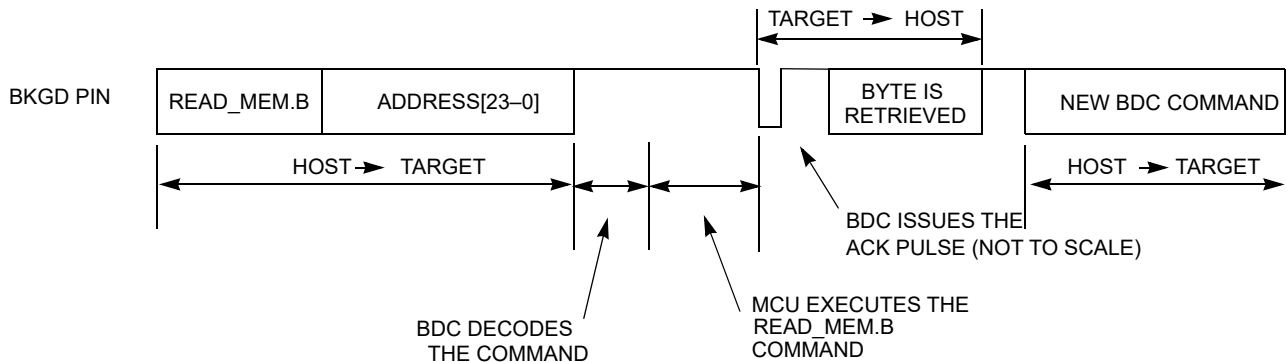 TARGET → HOST
BKGD PIN
READ_MEM.B
ADDRESS[23–0]
BYTE IS
RETRIEVED
NEW BDC COMMAND
HOST → TARGET
HOST → TARGET
BDC ISSUES THE
ACK PULSE (NOT TO SCALE)
BDC DECODES
THE COMMAND
MCU EXECUTES THE
READ_MEM.B
COMMAND